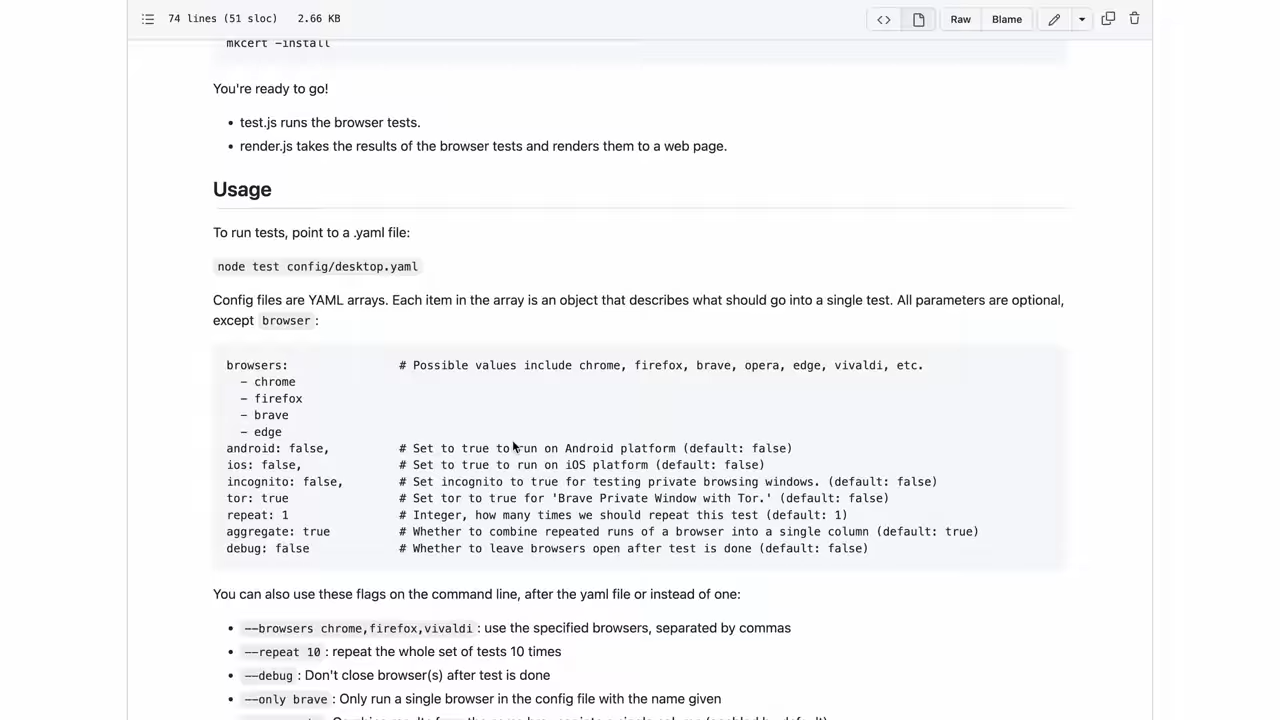 74 lines (51 sloc) 2.66 KB
<> Raw Blame
mkcert -install
You're ready to go!
• test.js runs the browser tests.
• render.js takes the results of the browser tests and renders them to a web page.
Usage
To run tests, point to a .yaml file:
node test config/desktop.yaml
Config files are YAML arrays. Each item in the array is an object that describes what should go into a single test. All parameters are optional,
except browser :
browsers: # Possible values include chrome, firefox, brave, opera, edge, vivaldi, etc.
- chrome
- firefox
- brave
- edge
android: false, # Set to true to run on Android platform (default: false)
ios: false, # Set to true to run on iOS platform (default: false)
incognito: false, # Set incognito to true for testing private browsing windows. (default: false)
tor: true # Set tor to true for 'Brave Private Window with Tor.' (default: false)
repeat: 1 # Integer, how many times we should repeat this test (default: 1)
aggregate: true # Whether to combine repeated runs of a browser into a single column (default: true)
debug: false # Whether to leave browsers open after test is done (default: false)
You can also use these flags on the command line, after the yaml file or instead of one:
• --browsers chrome,firefox,vivaldi : use the specified browsers, separated by commas
• --repeat 10 : repeat the whole set of tests 10 times
• --debug : Don't close browser(s) after test is done
• --only brave : Only run a single browser in the config file with the name given